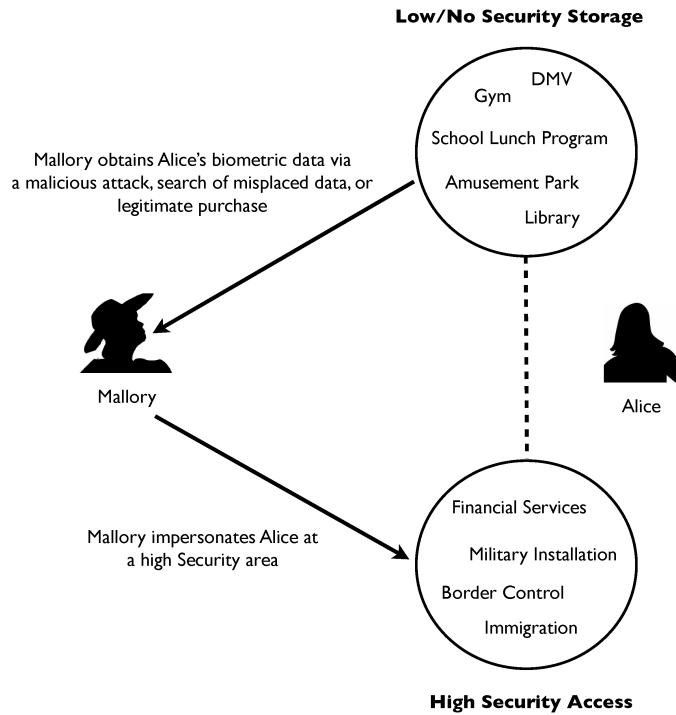 Low/No Security Storage
DMV
Gym
School Lunch Program
Amusement Park
Library
Mallory obtains Alice's biometric data via
a malicious attack, search of misplaced data, or
legitimate purchase
Mallory
Alice
Mallory impersonates Alice at
a high Security area
Financial Services
Military Installation
Border Control
Immigration
High Security Access